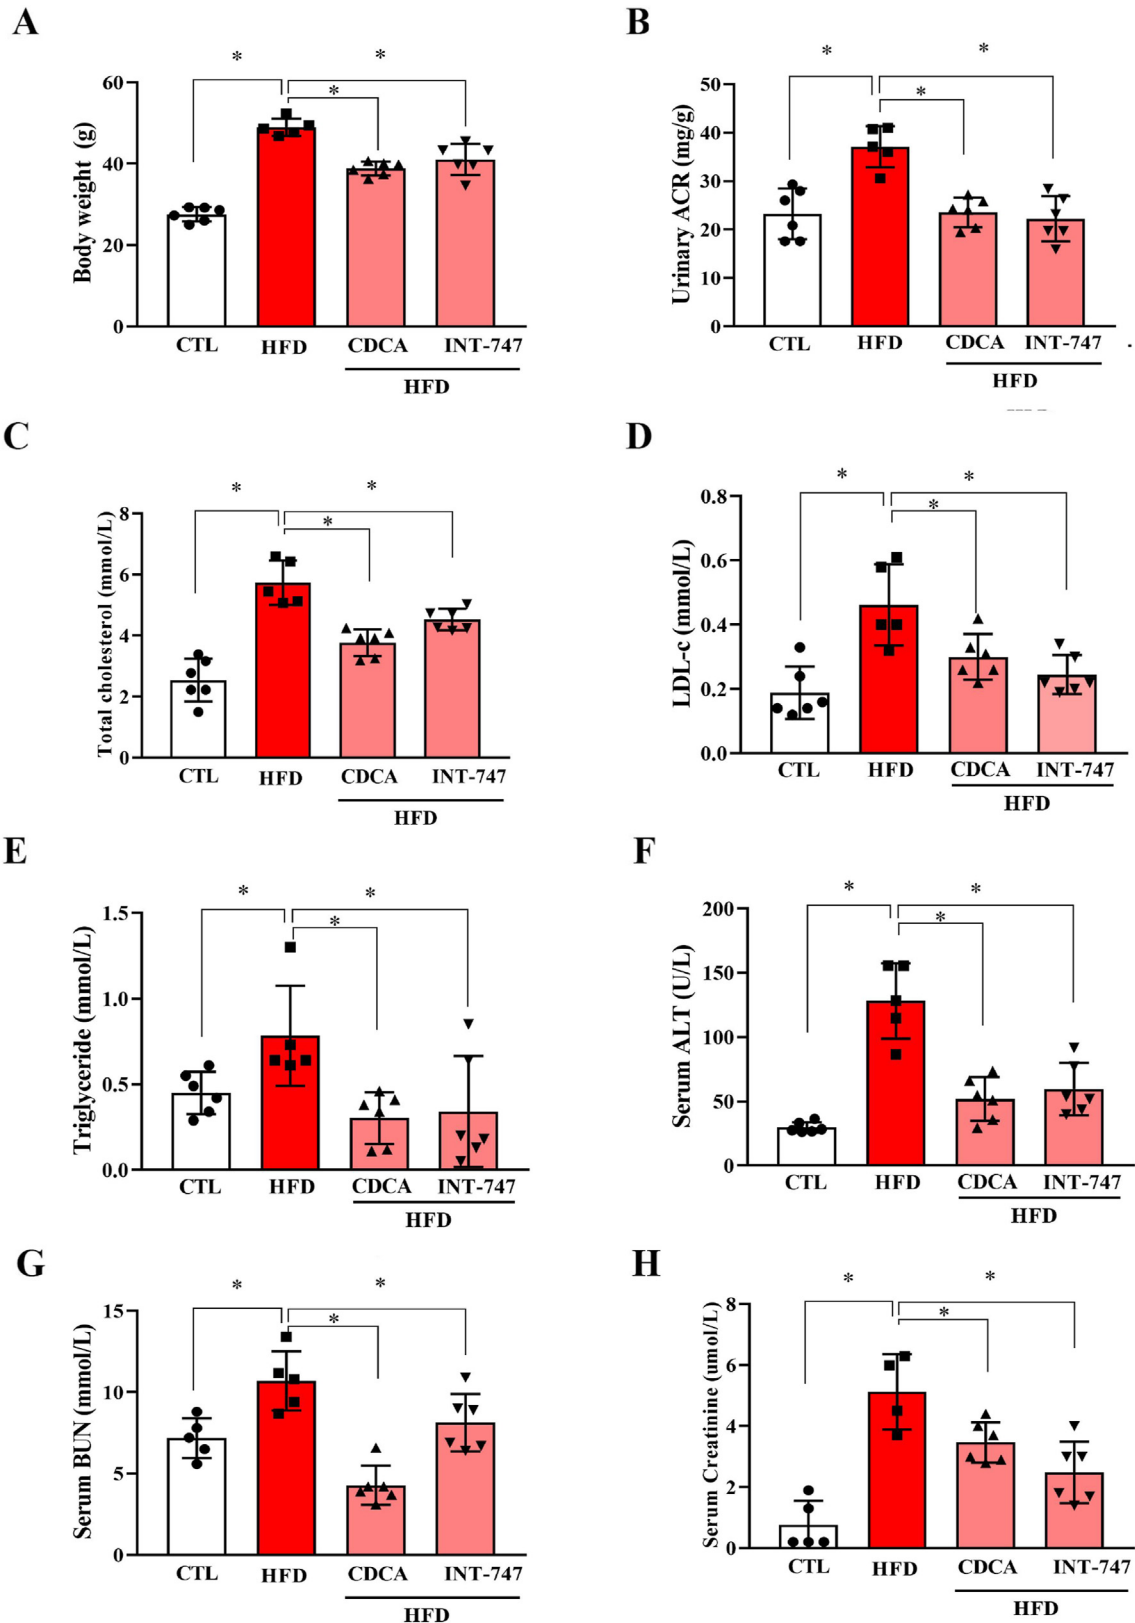 A
B
* * *
* * *
Body weight (g)
60
40
20
0
CTL HFD CDCA INT-747
HFD
Urinary ACR (mg/g)
50
40
30
20
10
0
CTL HFD CDCA INT-747
HFD
C
D
* * *
* * *
Total cholesterol (mmol/L)
8
6
4
2
0
CTL HFD CDCA INT-747
HFD
LDL-c (mmol/L)
0.8
0.6
0.4
0.2
0.0
CTL HFD CDCA INT-747
HFD
E
F
* * *
* * *
Triglyceride (mmol/L)
1.5
1.0
0.5
0.0
CTL HFD CDCA INT-747
HFD
Serum ALT (U/L)
200
150
100
50
0
CTL HFD CDCA INT-747
HFD
G
H
* * *
* * *
Serum BUN (mmol/L)
15
10
5
0
CTL HFD CDCA INT-747
HFD
Serum Creatinine (umol/L)
8
6
4
2
0
CTL HFD CDCA INT-747
HFD